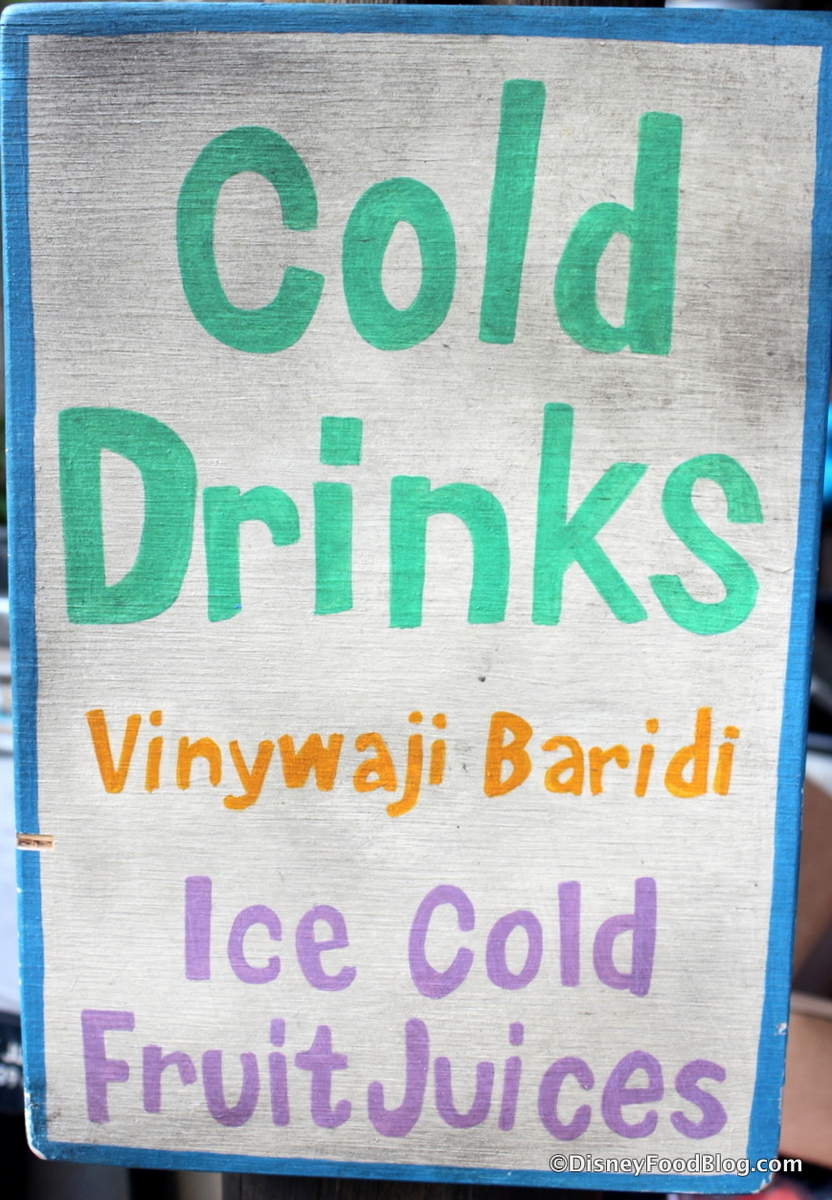 Cold
Drinks
Vinywaji Baridi
Ice Cold
Fruit Juices
©DisneyFoodBlog.com